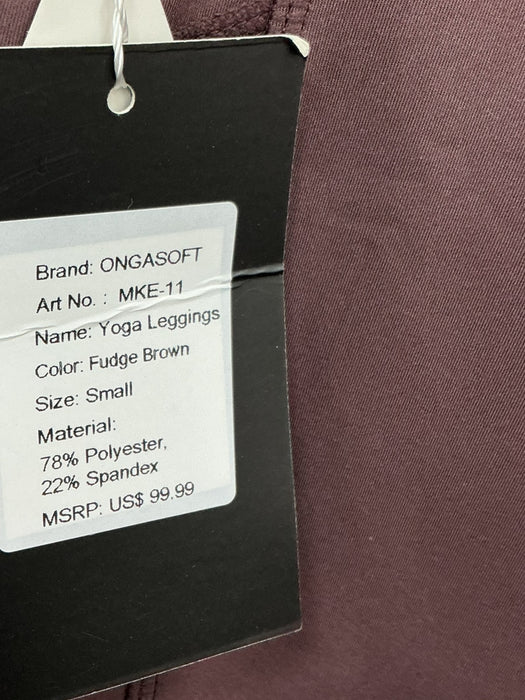 Brand: ONGASOFT
Art No. : MKE-11
Name: Yoga Leggings
Color: Fudge Brown
Size: Small
Material:
78% Polyester,
22% Spandex
MSRP: US$ 99.99